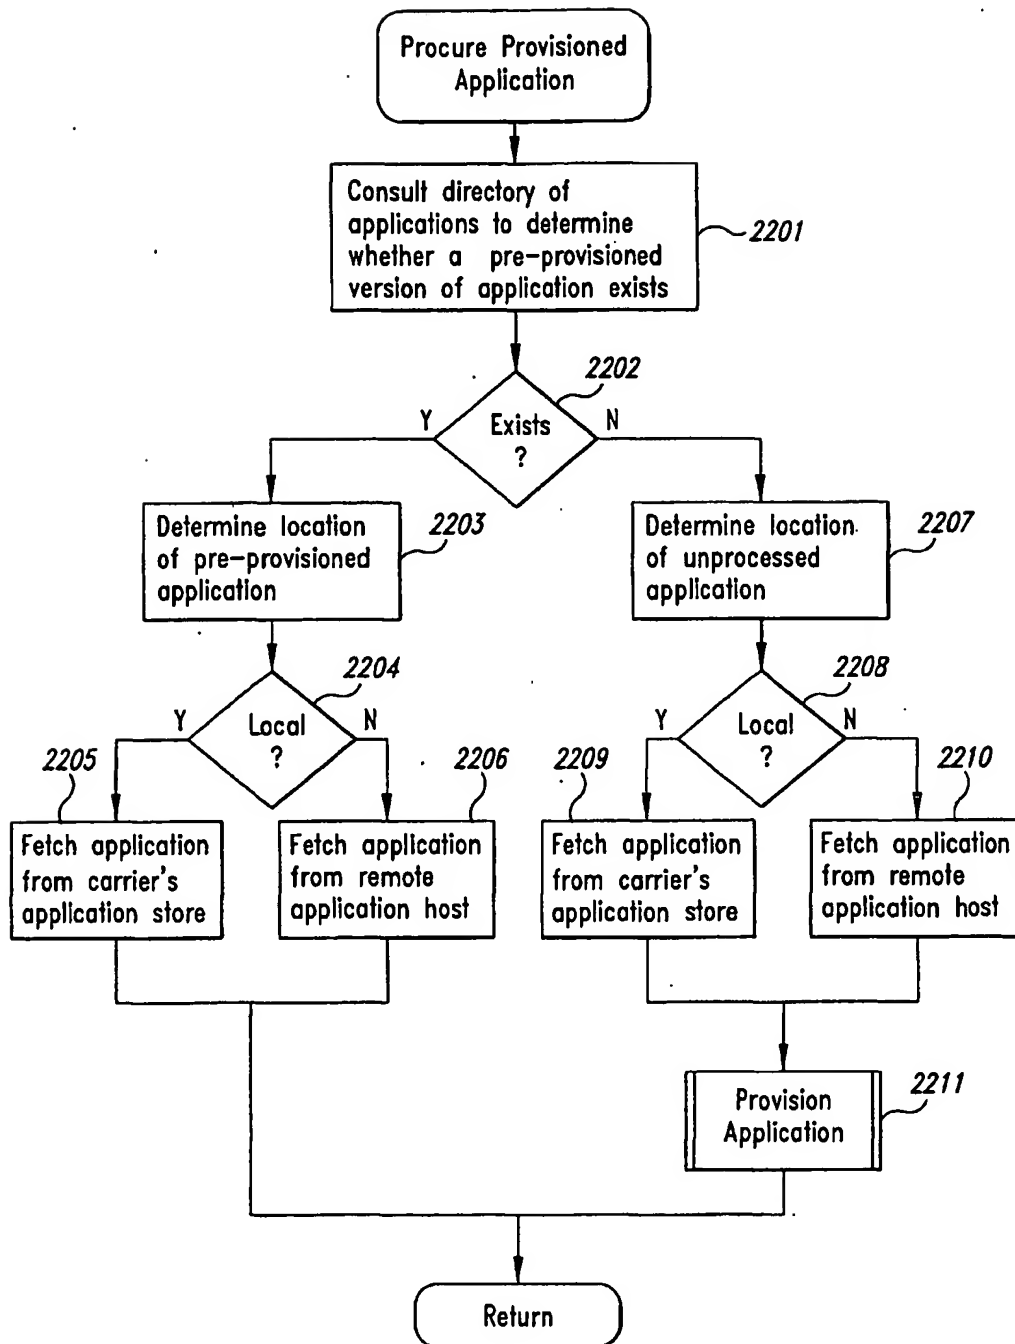 Procure Provisioned
Application
Consult directory of
applications to determine
whether a pre-provisioned
version of application exists
2201
2202
Y
Exists
?
N
Determine location
of pre-provisioned
application
2203
Determine location
of unprocessed
application
2207
2204
Y
Local
?
N
2208
Y
Local
?
N
2205
Fetch application
from carrier's
application store
2206
Fetch application
from remote
application host
2209
Fetch application
from carrier's
application store
2210
Fetch application
from remote
application host
Provision
Application
2211
Return